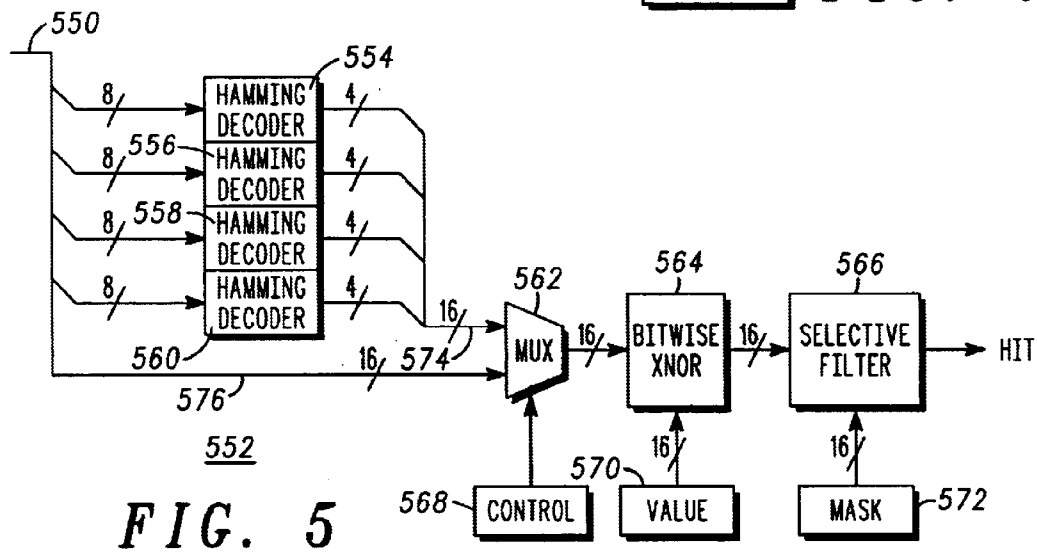 550
554
8
HAMMING
DECODER
4
8
556
HAMMING
DECODER
4
8
558
HAMMING
DECODER
4
8
HAMMING
DECODER
4
560
562
564
566
16
574
MUX
16
BITWISE
XNOR
16
SELECTIVE
FILTER
HIT
16
576
552
16
16
568
CONTROL
570
VALUE
MASK
572
FIG. 5